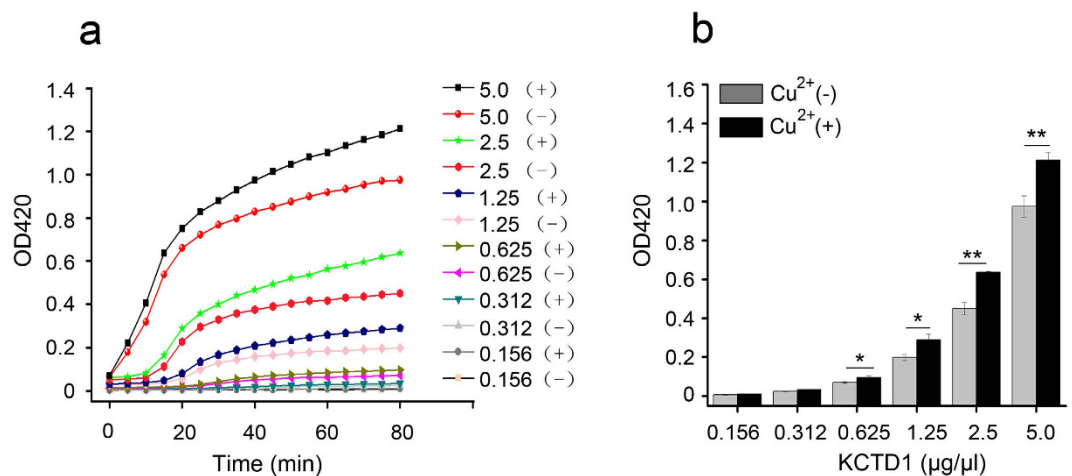 a
OD420
1.4
1.2
1.0
0.8
0.6
0.4
0.2
0
0 20 40 60 80
Time (min)
5.0 (+)
5.0 (−)
2.5 (+)
2.5 (−)
1.25 (+)
1.25 (−)
0.625 (+)
0.625 (−)
0.312 (+)
0.312 (−)
0.156 (+)
0.156 (−)
b
OD420
1.6
1.4
1.2
1.0
0.8
0.6
0.4
0.2
0
Cu²⁺(-)
Cu²⁺(+)
* * ** **
0.156 0.312 0.625 1.25 2.5 5.0
KCTD1 (μg/μl)